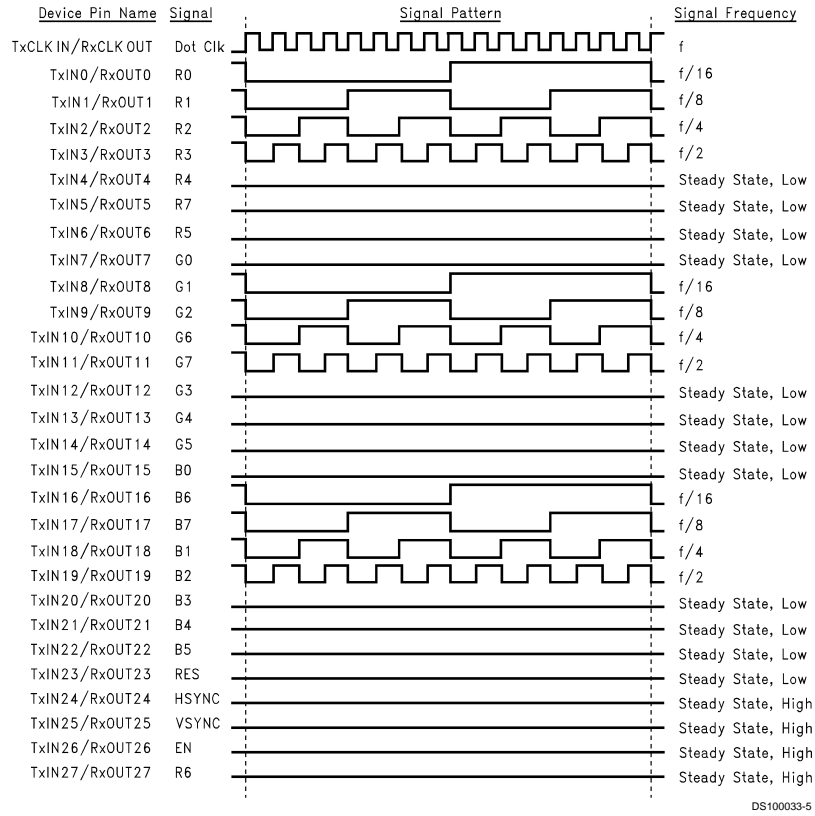 Device Pin Name Signal Signal Pattern Signal Frequency
TxCLK IN/RxCLK OUT Dot Clk f
TxIN0/RxOUT0 R0 f/16
TxIN1/RxOUT1 R1 f/8
TxIN2/RxOUT2 R2 f/4
TxIN3/RxOUT3 R3 f/2
TxIN4/RxOUT4 R4 Steady State, Low
TxIN5/RxOUT5 R7 Steady State, Low
TxIN6/RxOUT6 R5 Steady State, Low
TxIN7/RxOUT7 G0 Steady State, Low
TxIN8/RxOUT8 G1 f/16
TxIN9/RxOUT9 G2 f/8
TxIN10/RxOUT10 G6 f/4
TxIN11/RxOUT11 G7 f/2
TxIN12/RxOUT12 G3 Steady State, Low
TxIN13/RxOUT13 G4 Steady State, Low
TxIN14/RxOUT14 G5 Steady State, Low
TxIN15/RxOUT15 B0 Steady State, Low
TxIN16/RxOUT16 B6 f/16
TxIN17/RxOUT17 B7 f/8
TxIN18/RxOUT18 B1 f/4
TxIN19/RxOUT19 B2 f/2
TxIN20/RxOUT20 B3 Steady State, Low
TxIN21/RxOUT21 B4 Steady State, Low
TxIN22/RxOUT22 B5 Steady State, Low
TxIN23/RxOUT23 RES Steady State, Low
TxIN24/RxOUT24 HSYNC Steady State, High
TxIN25/RxOUT25 VSYNC Steady State, High
TxIN26/RxOUT26 EN Steady State, High
TxIN27/RxOUT27 R6 Steady State, High
DS100033-5